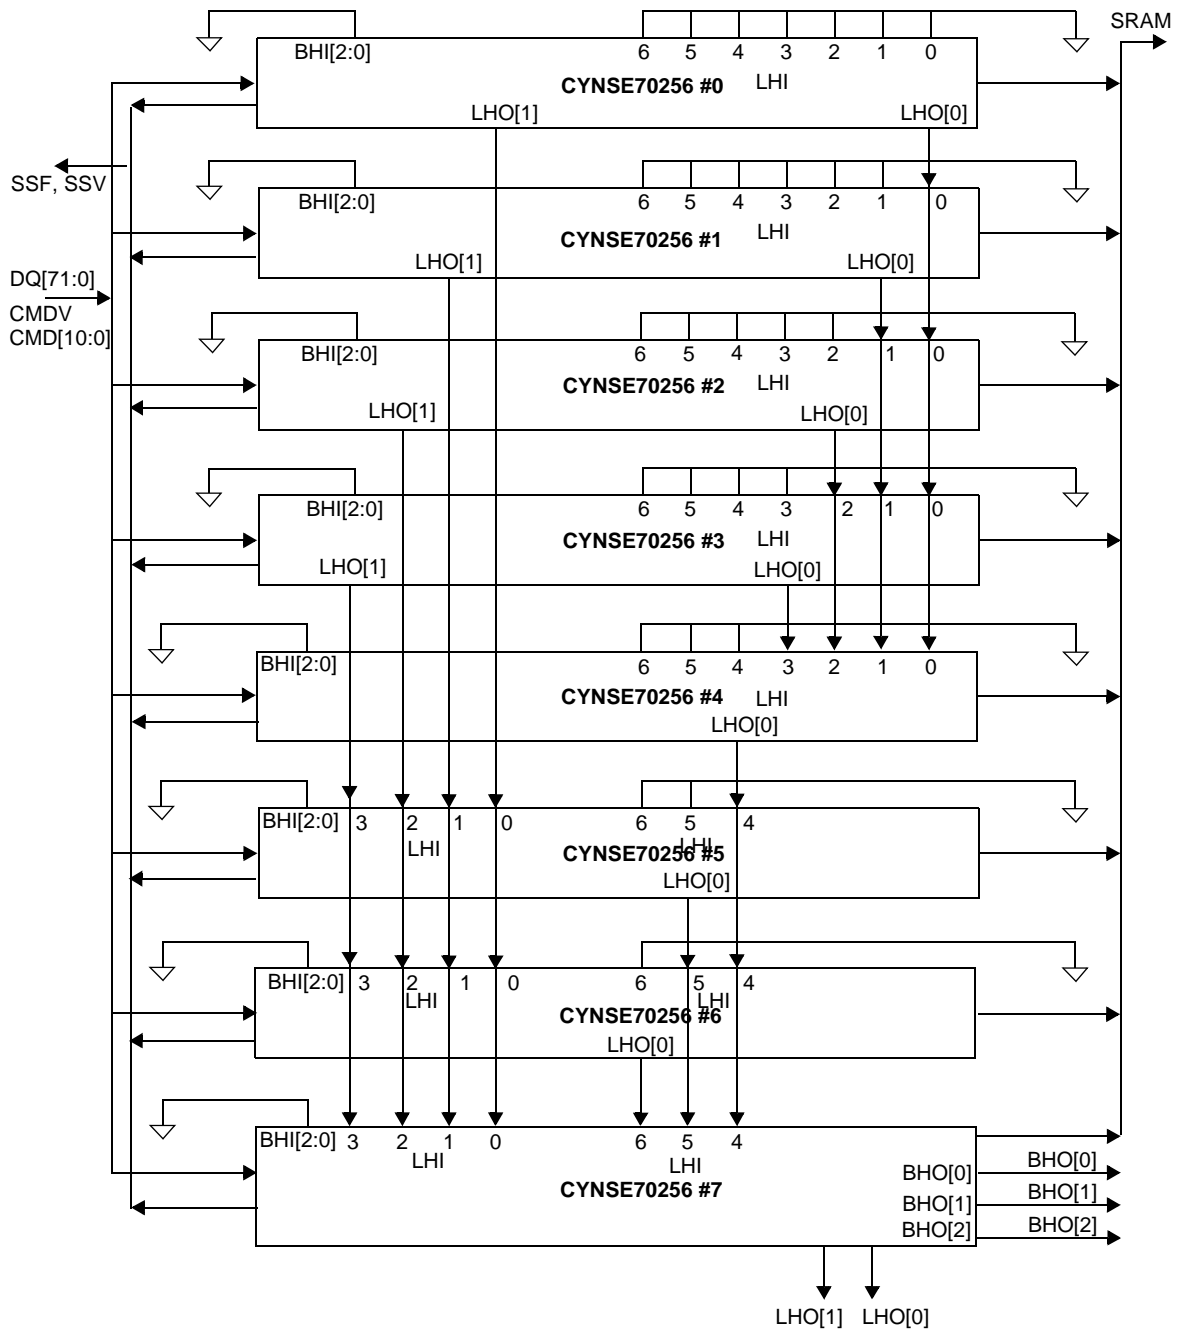 SRAM
BHI[2:0] 6 5 4 3 2 1 0
CYNSE70256 #0 LHI
LHO[1] LHO[0]
SSF, SSV
BHI[2:0] 6 5 4 3 2 1 0
CYNSE70256 #1 LHI
LHO[1] LHO[0]
DQ[71:0]
CMDV
CMD[10:0]
BHI[2:0] 6 5 4 3 2 1 0
CYNSE70256 #2 LHI
LHO[1] LHO[0]
BHI[2:0] 6 5 4 3 2 1 0
CYNSE70256 #3 LHI
LHO[1] LHO[0]
BHI[2:0] 6 5 4 3 2 1 0
CYNSE70256 #4 LHI
LHO[0]
BHI[2:0] 3 2 1 0 6 5 4
LHI CYNSE70256 #5 LHI
LHO[0]
BHI[2:0] 3 2 1 0 6 5 4
LHI LHI
CYNSE70256 #6
LHO[0]
BHI[2:0] 3 2 1 0 6 5 4
LHI LHI
CYNSE70256 #7
BHO[0] BHO[0]
BHO[1] BHO[1]
BHO[2] BHO[2]
LHO[1] LHO[0]